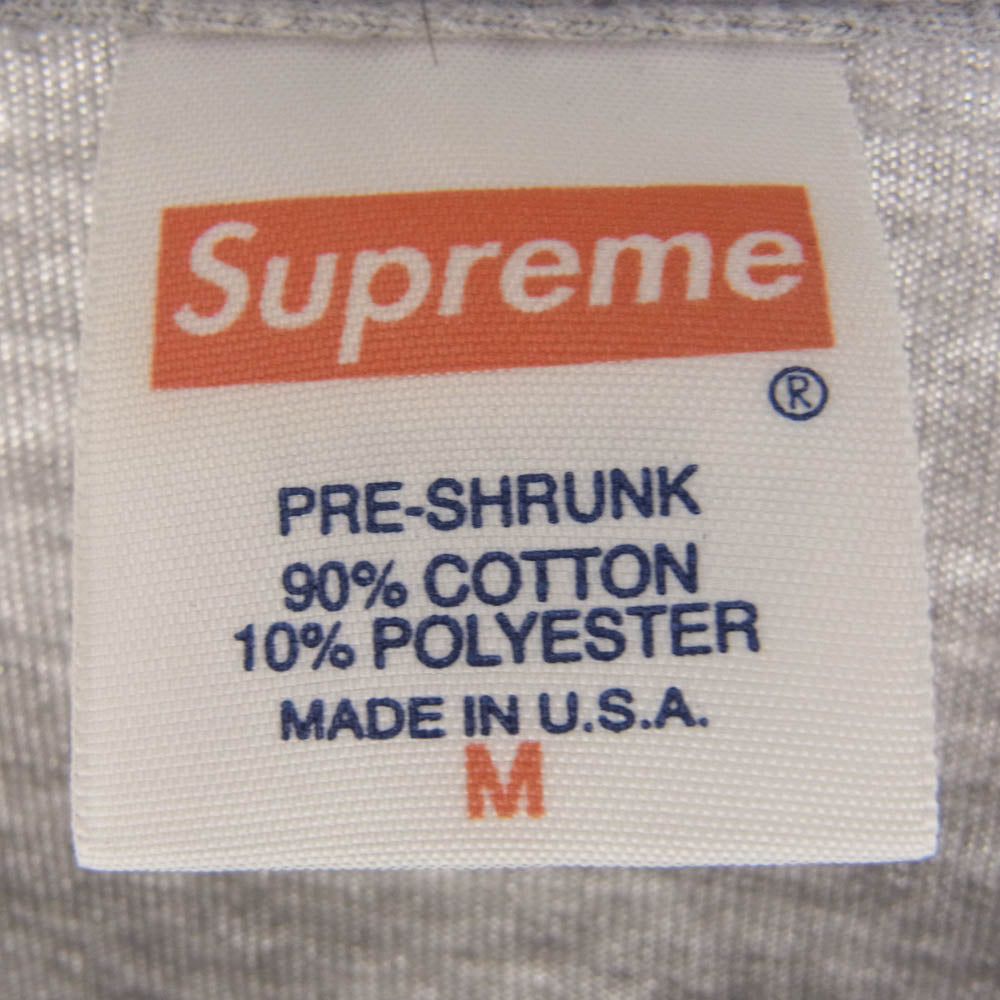 Supreme
®
PRE-SHRUNK
90% COTTON
10% POLYESTER
MADE IN U.S.A.
M